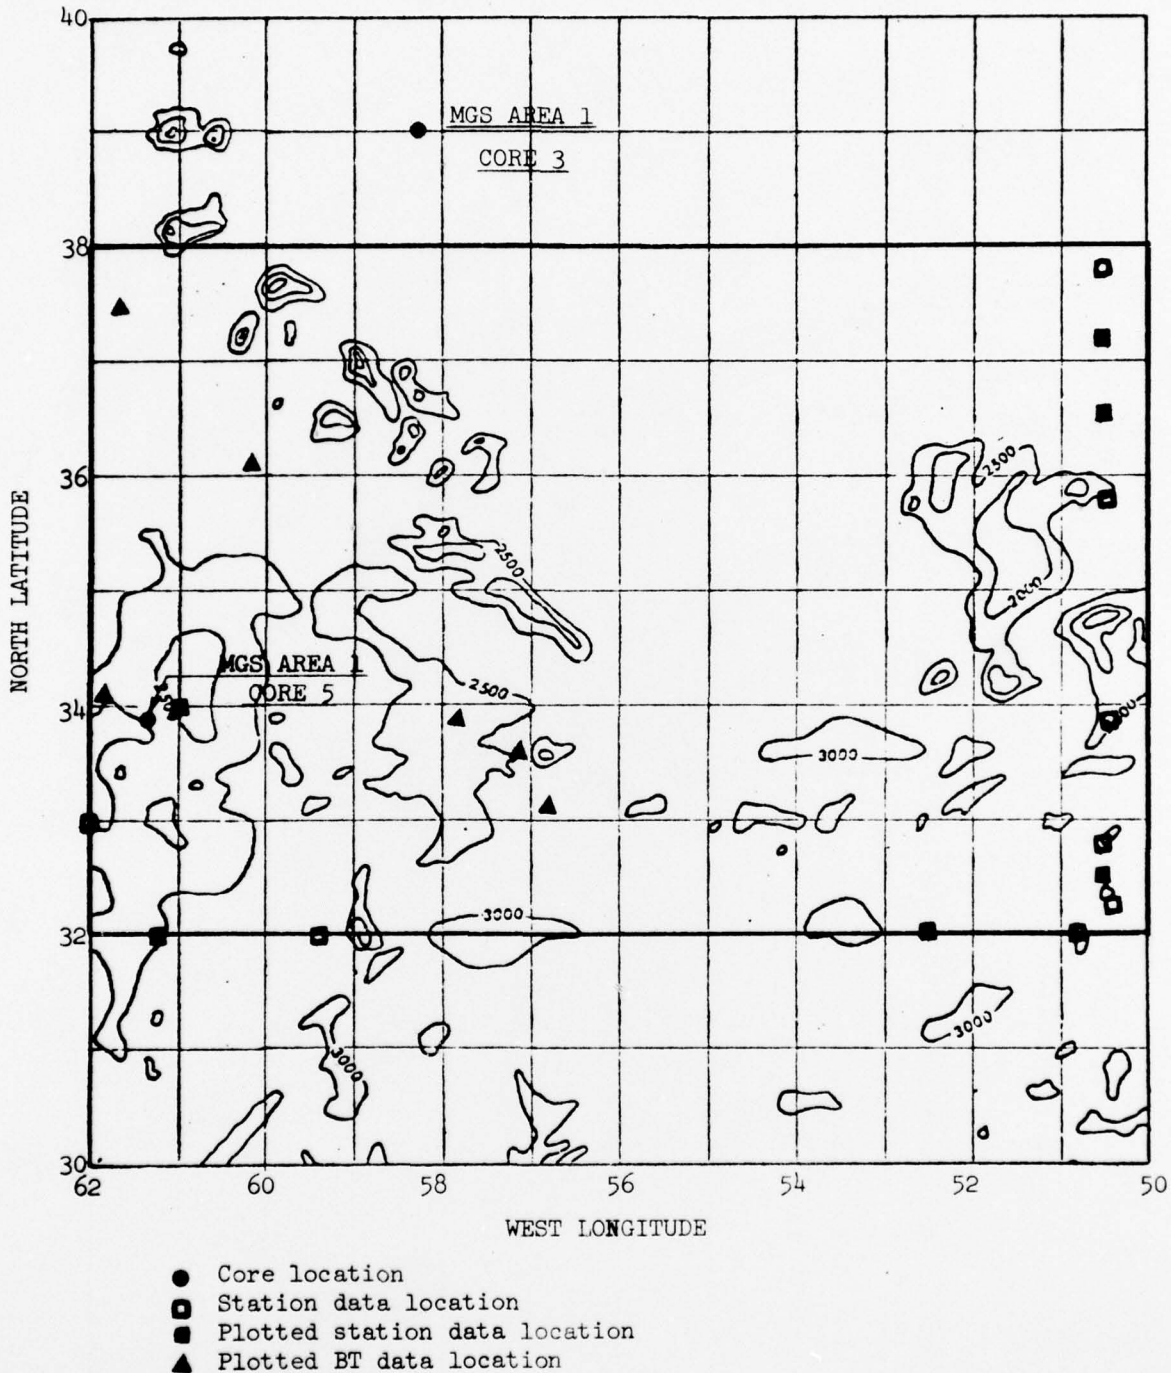 40
MGS AREA 1
CORE 3
38
2500
36
2500
2000
NORTH LATITUDE
MGS AREA 1
CORE 5
2500
34
3000
3000
32
3000
3000
30
62
60
58
56
54
52
50
WEST LONGITUDE
Core location
Station data location
Plotted station data location
Plotted BT data location